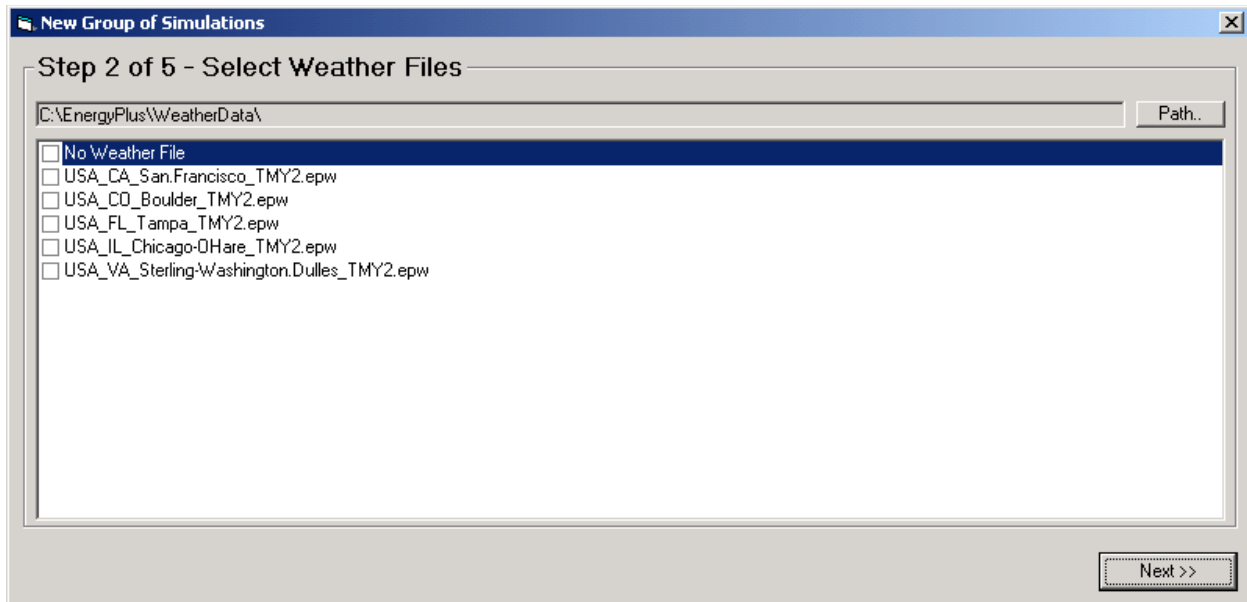 New Group of Simulations
Step 2 of 5 - Select Weather Files
C:\EnergyPlus\WeatherData\
Path..
No Weather File
USA_CA_San.Francisco_TMY2.epw
USA_CO_Boulder_TMY2.epw
USA_FL_Tampa_TMY2.epw
USA_IL_Chicago-OHare_TMY2.epw
USA_VA_Sterling-Washington.Dulles_TMY2.epw
Next >>